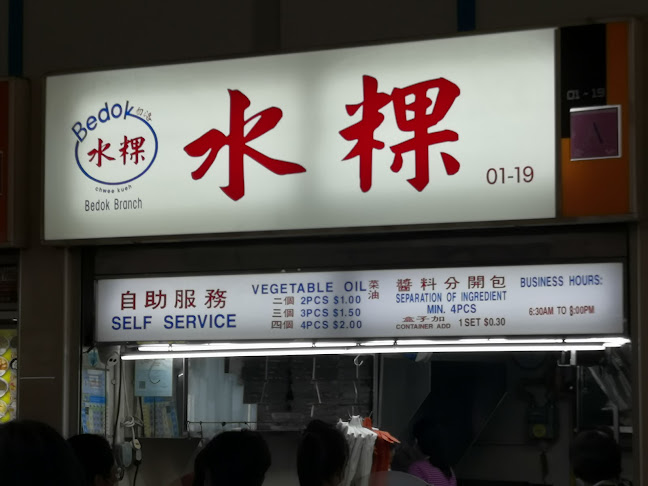 Bedok 勿洛
水粿
chwee kueh
Bedok Branch
水粿
01-19
01 - 19
A
自助服務
SELF SERVICE
VEGETABLE OIL 菜油
二個 2PCS $1.00
三個 3PCS $1.50
四個 4PCS $2.00
醬料分開包
SEPARATION OF INGREDIENT
MIN. 4PCS
盒子加
CONTAINER ADD 1 SET $0.30
BUSINESS HOURS:
6:30AM TO :00PM